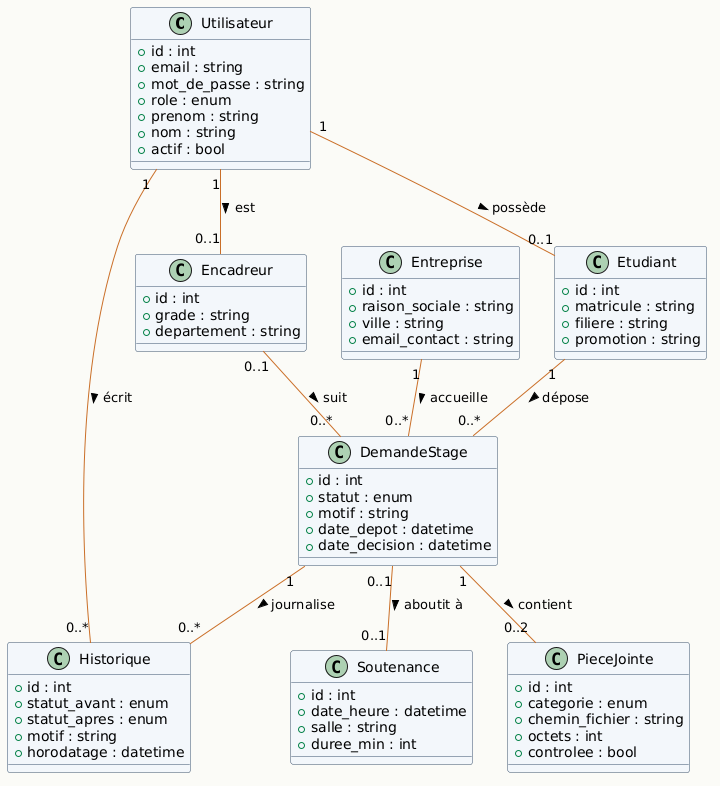 C Utilisateur
id : int
email : string
mot_de_passe : string
role : enum
prenom : string
nom : string
actif : bool
1
1
1
est
possède
0..1
0..1
C Encadreur
id : int
grade : string
departement : string
C Entreprise
id : int
raison_sociale : string
ville : string
email_contact : string
C Etudiant
id : int
matricule : string
filiere : string
promotion : string
0..1
1
1
écrit
suit
accueille
dépose
0..*
0..*
0..*
C DemandeStage
id : int
statut : enum
motif : string
date_depot : datetime
date_decision : datetime
1
0..1
1
journalise
aboutit à
contient
0..*
0..*
0..1
0..2
C Historique
id : int
statut_avant : enum
statut_apres : enum
motif : string
horodatage : datetime
C Soutenance
id : int
date_heure : datetime
salle : string
duree_min : int
C PieceJointe
id : int
categorie : enum
chemin_fichier : string
octets : int
controlee : bool